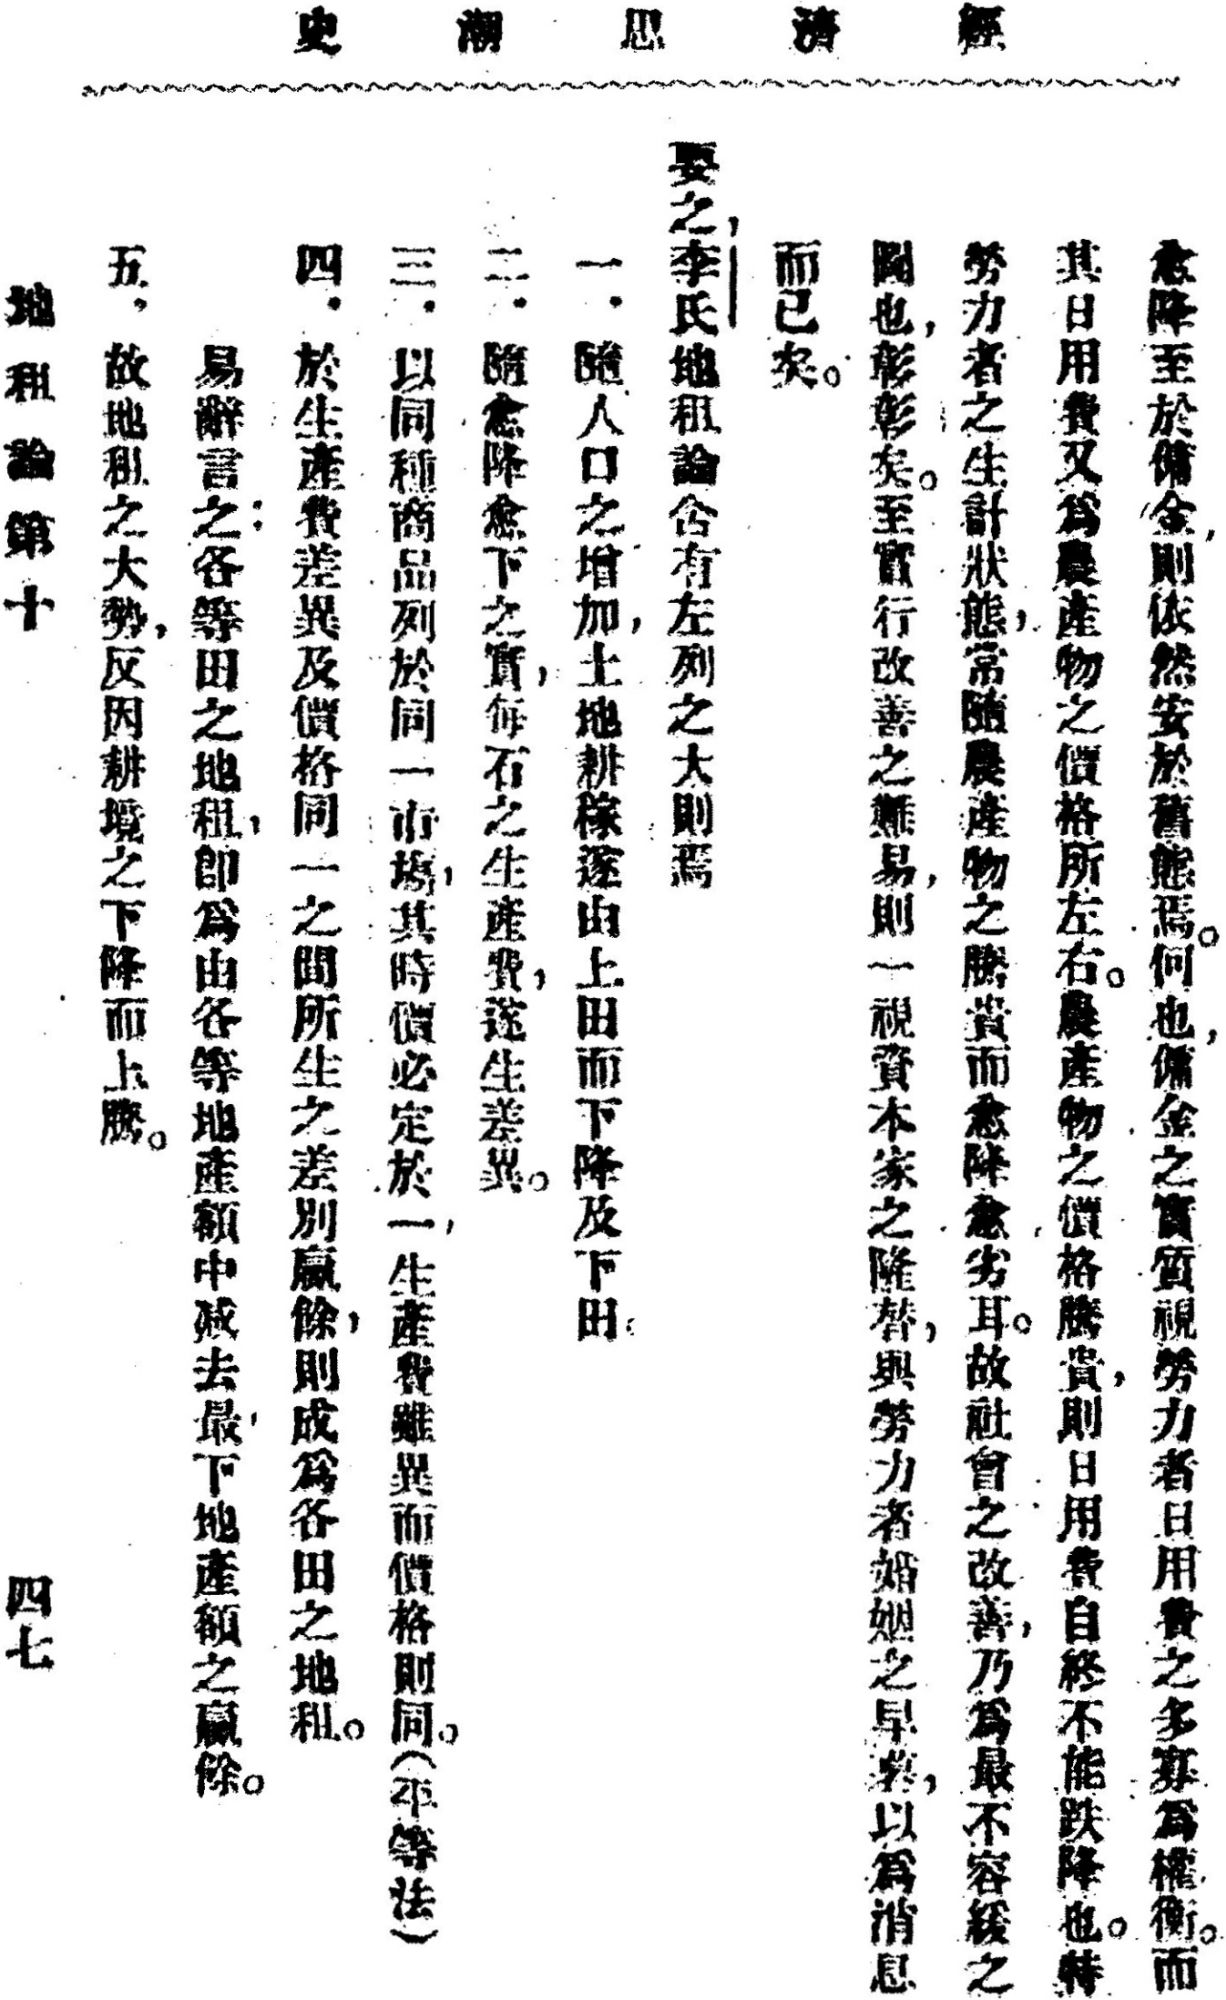 經濟思潮史
愈降至於傭金，則依然安於舊態焉。何也，傭金之實質視勞力者日用費之多寡爲權衡。而
其日用費又爲農產物之價格所左右。農產物之價格騰貴，則日用費自終不能跌降也。特
勞力者之生計狀態，常隨農產物之騰貴而愈降愈劣耳。故社會之改善，乃爲最不容緩之
圖也，彰彰矣。至實行改善之難易，則一視資本家之隆替，與勞力者婚姻之早暮，以爲消息
而已矣。
要之，李氏地租論含有左列之大則焉
一．隨人口之增加，土地耕稼遂由上田而下降及下田。
二．隨愈降愈下之實，每石之生產費，遂生差異。
三．以同種商品列於同一市場，其時價必定於一，生產費雖異而價格則同。（平等法）
四．於生產費差異及價格同一之間所生之差別贏餘，則成爲各田之地租。
易辭言之：各等田之地租，卽爲由各等地產額中減去最下地產額之贏餘。
五，故地租之大勢，反因耕境之下降而上騰。
地租論第十
四七